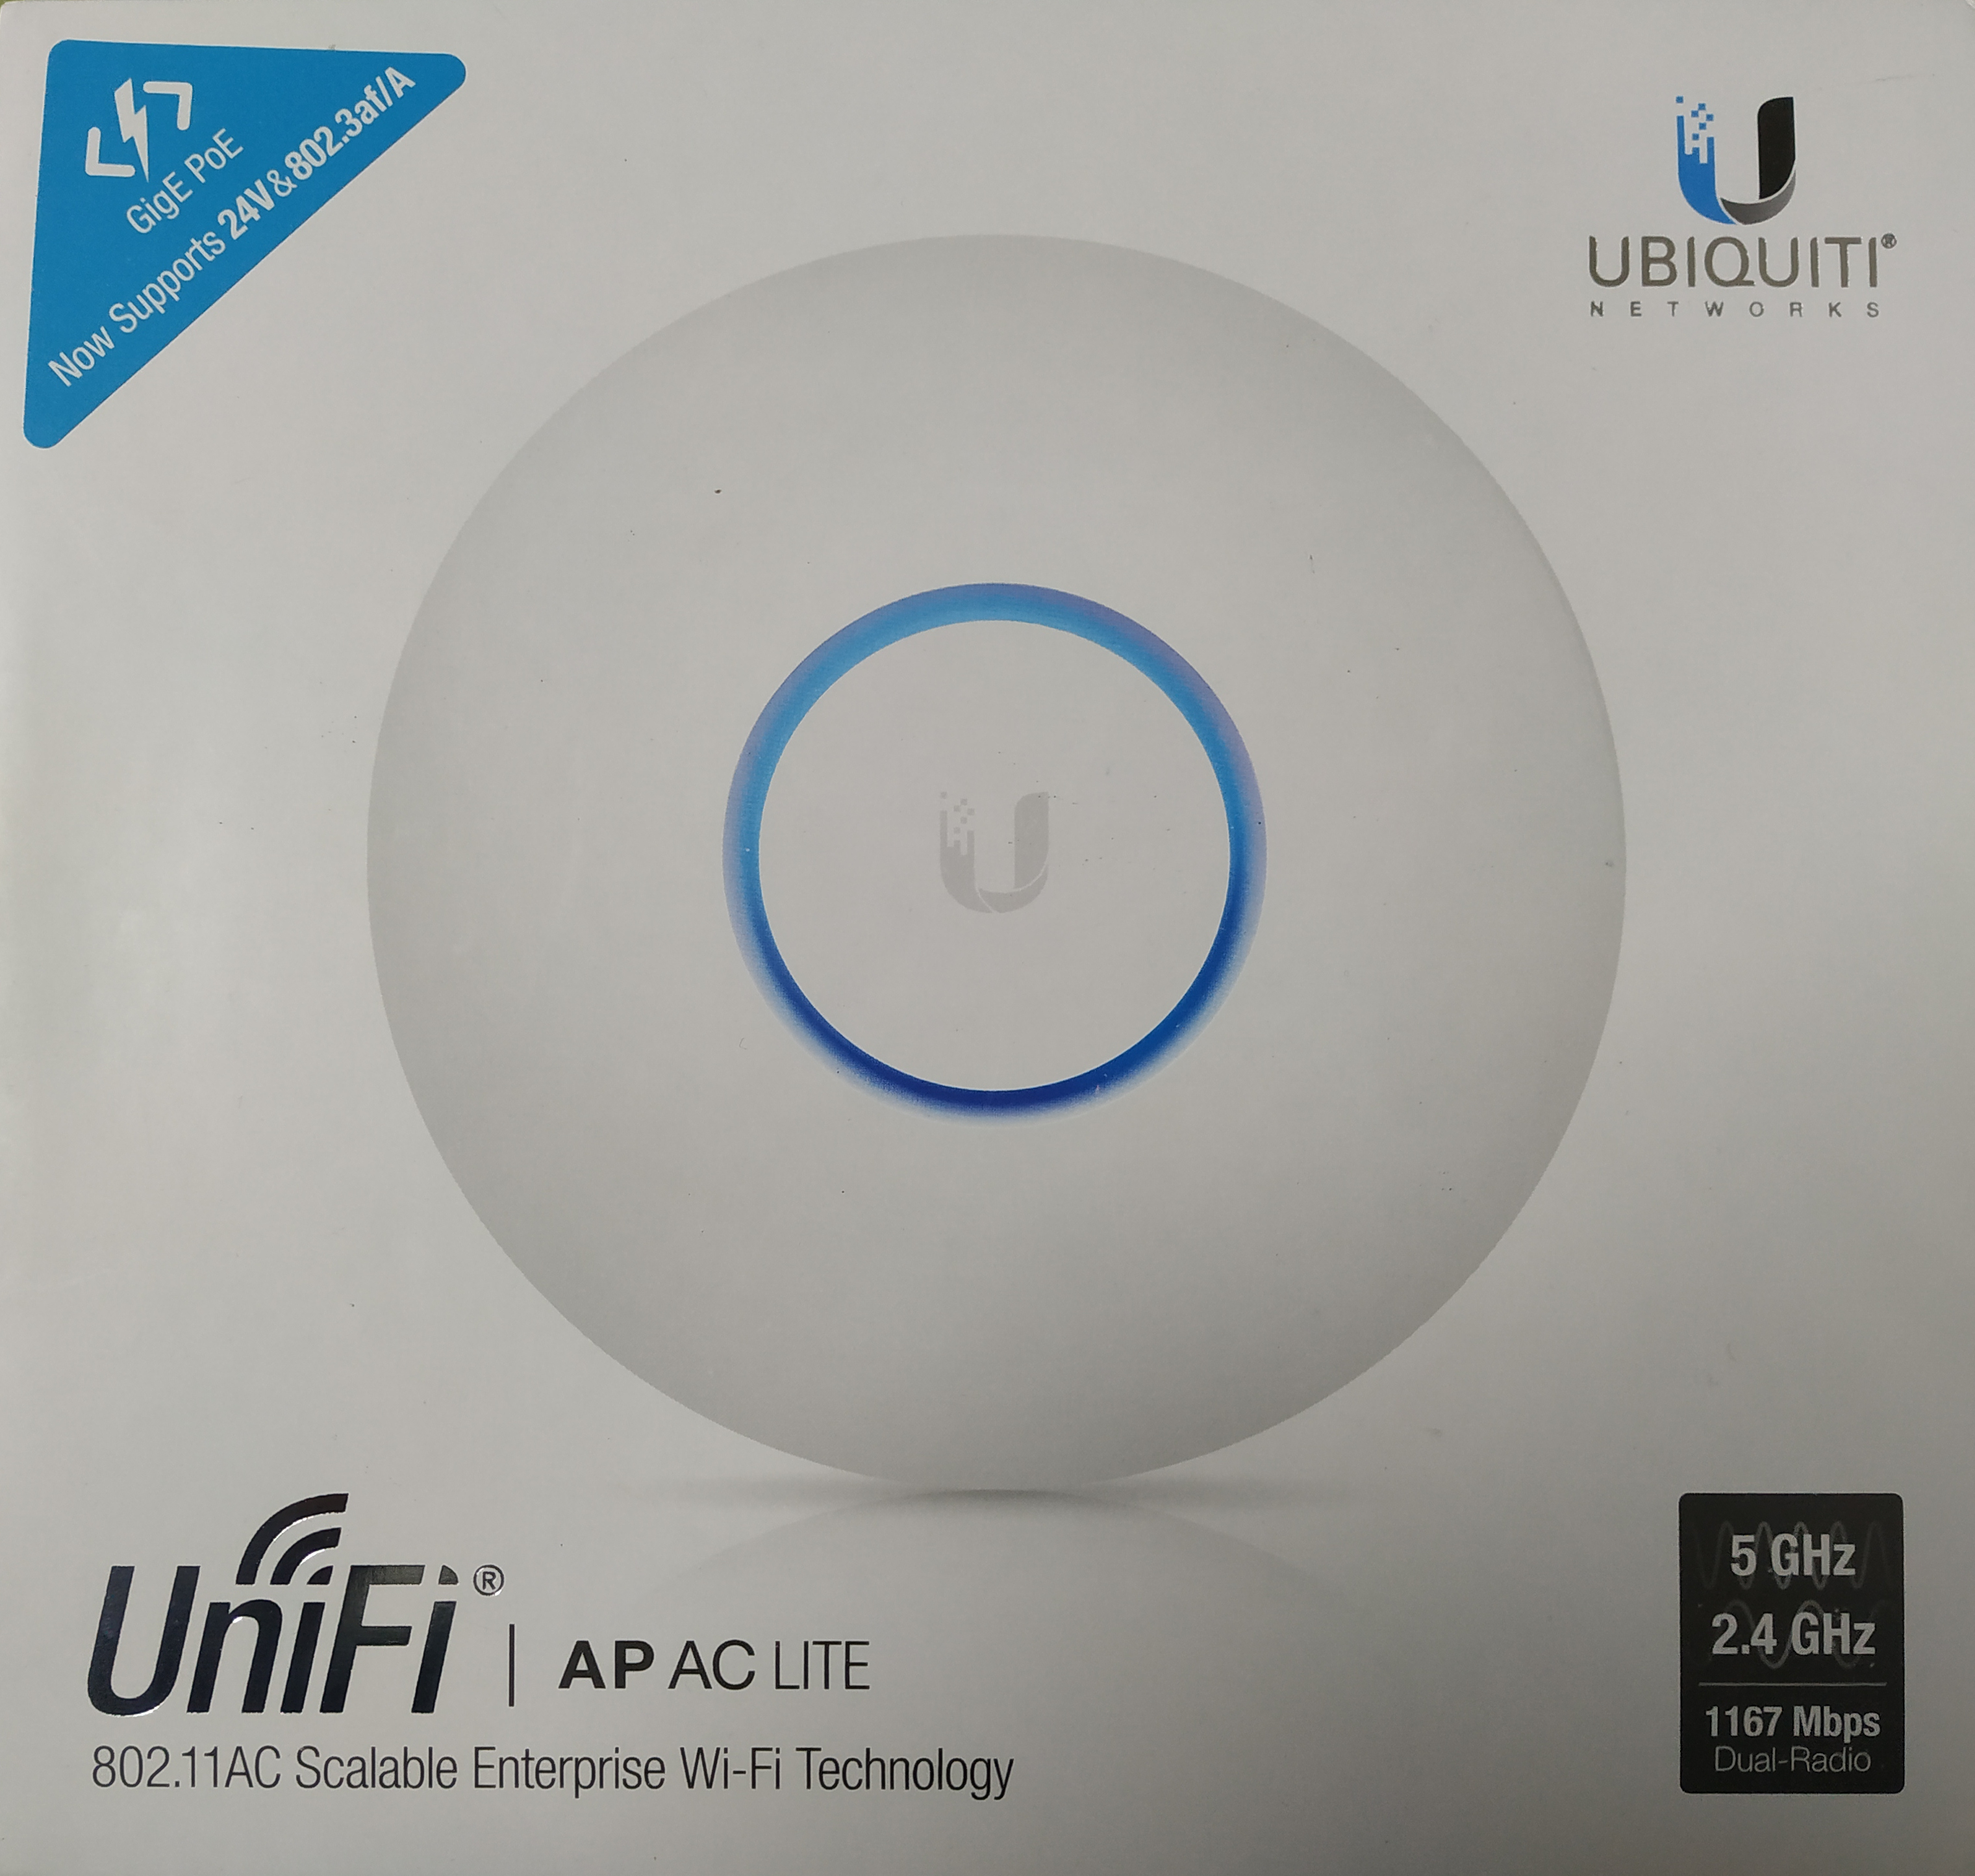 GigE PoE
Now Supports 24V&802.3af/A
UBIQUITI®
NETWORKS
UniFi® | AP AC LITE
802.11AC Scalable Enterprise Wi-Fi Technology
5 GHz
2.4 GHz
1167 Mbps
Dual-Radio